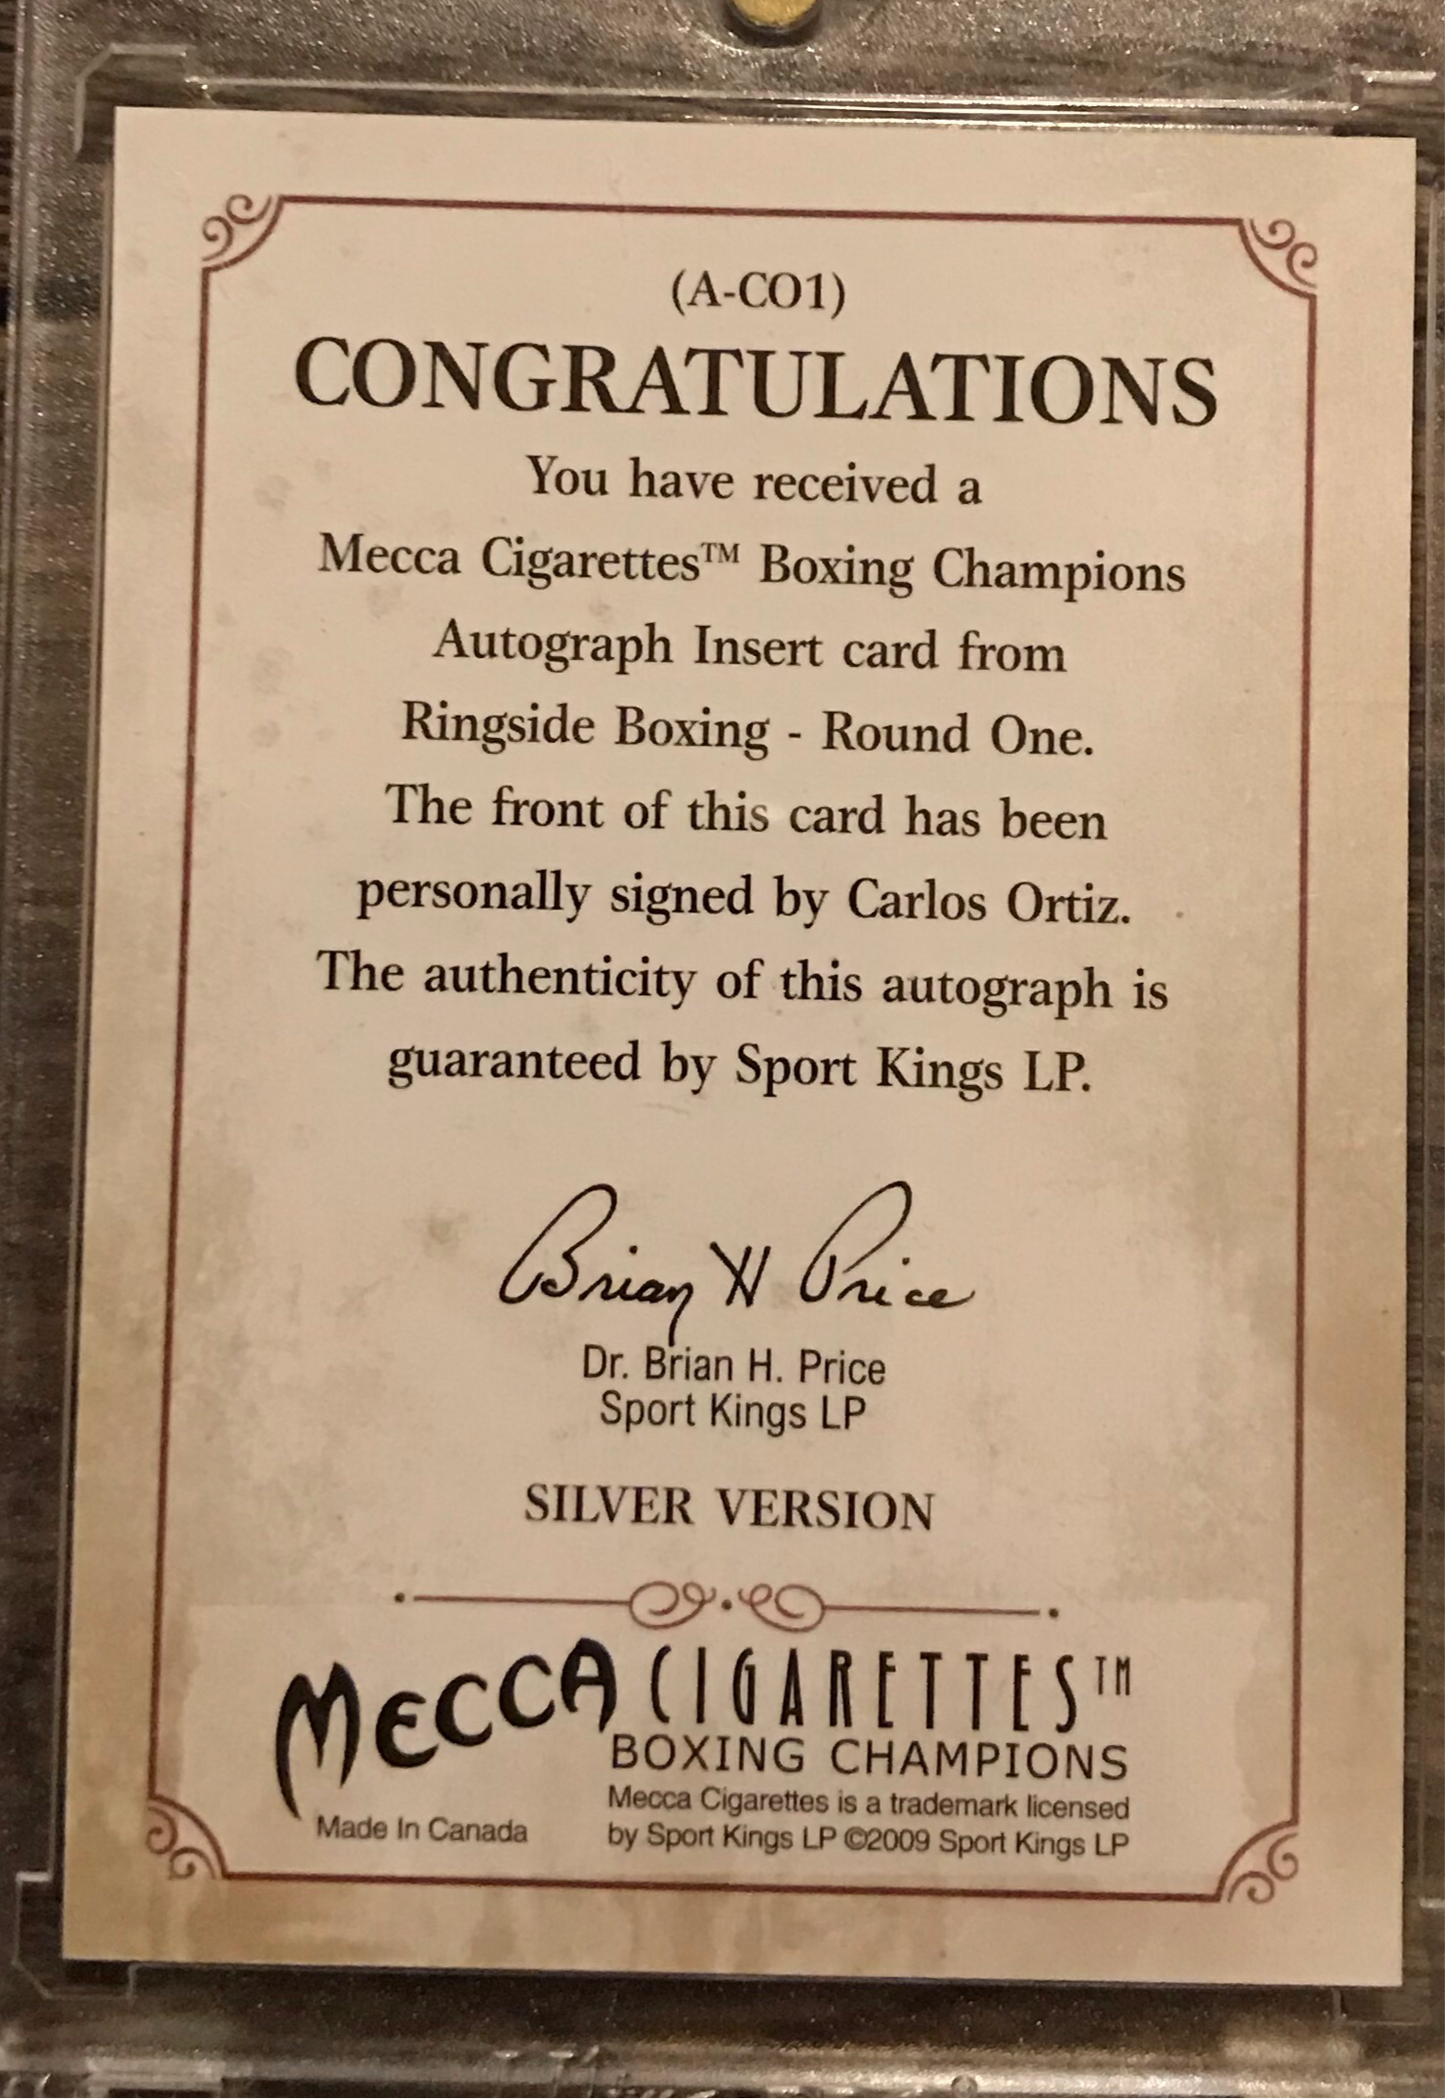 (A-CO1)
CONGRATULATIONS
You have received a
Mecca Cigarettes™ Boxing Champions
Autograph Insert card from
Ringside Boxing - Round One.
The front of this card has been
personally signed by Carlos Ortiz.
The authenticity of this autograph is
guaranteed by Sport Kings LP.
Brian H Price
Dr. Brian H. Price
Sport Kings LP
SILVER VERSION
MECCA CIGARETTES™
BOXING CHAMPIONS
Mecca Cigarettes is a trademark licensed
by Sport Kings LP ©2009 Sport Kings LP
Made In Canada